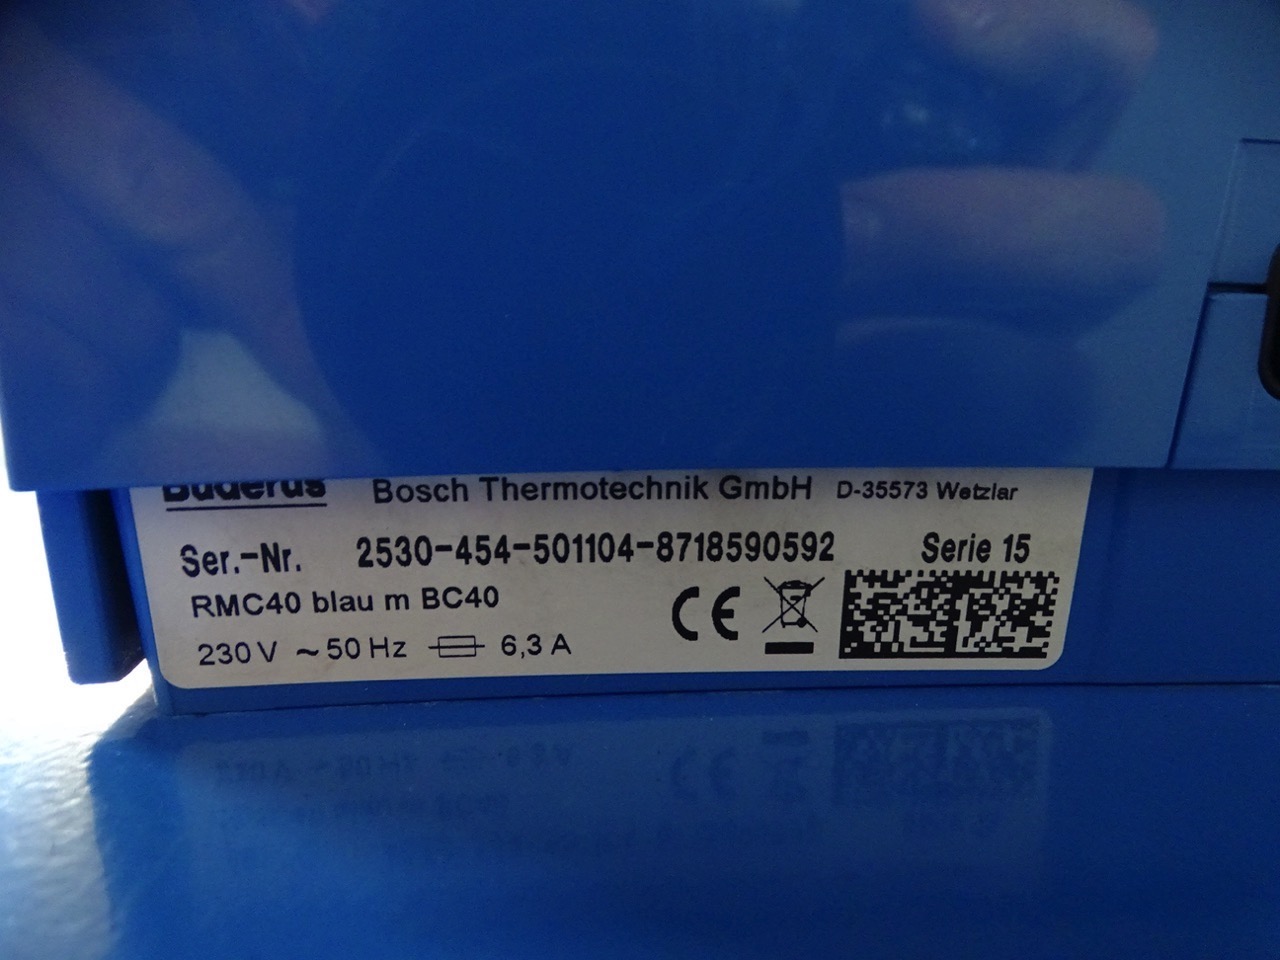 Buderus Bosch Thermotechnik GmbH D-35573 Wetzlar
Ser.-Nr. 2530-454-501104-8718590592 Serie 15
RMC40 blau m BC40
230 V ~ 50 Hz 6,3 A
CE